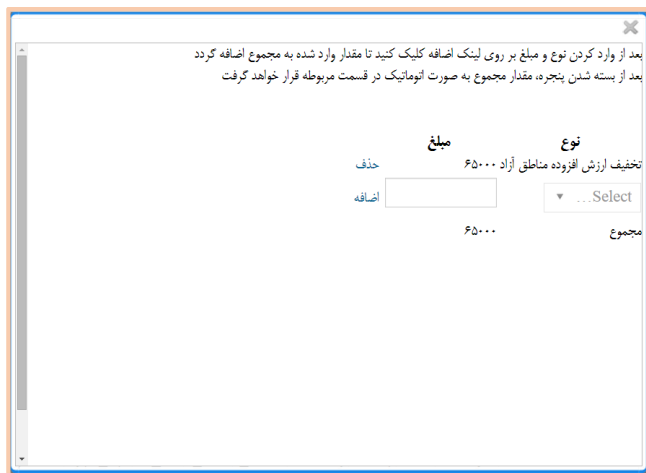 بعد از وارد کردن نوع و مبلغ بر روی لینک اضافه کلیک کنید تا مقدار وارد شده به مجموع اضافه گردد
بعد از بسته شدن پنجره، مقدار مجموع به صورت اتوماتیک در قسمت مربوطه قرار خواهد گرفت
نوع مبلغ
تخفیف ارزش افزوده مناطق آزاد ۶۵۰۰۰ حذف
Select... اضافه
مجموع ۶۵۰۰۰